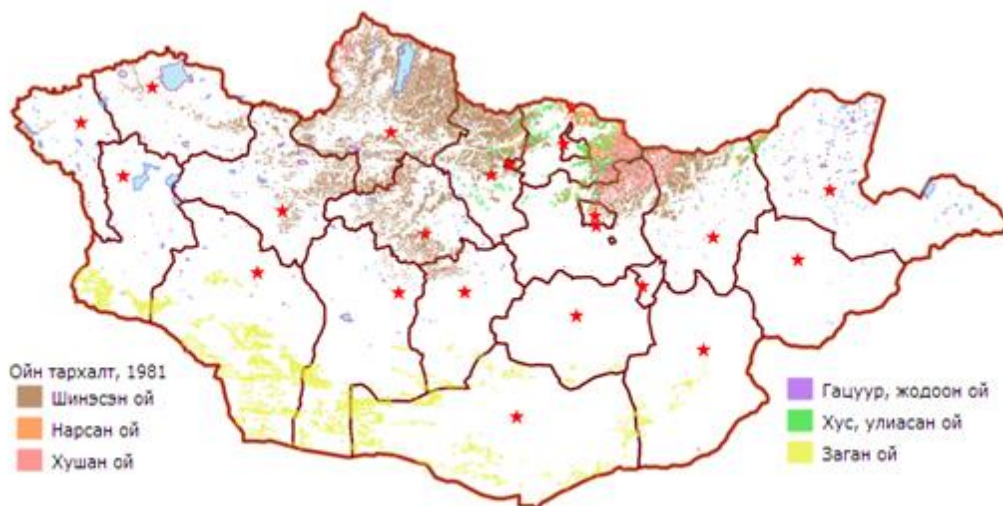 Ойн тархалт, 1981
Шинэсэн ой
Нарсан ой
Хушан ой
Гацуур, жодоон ой
Хус, улиасан ой
Заган ой